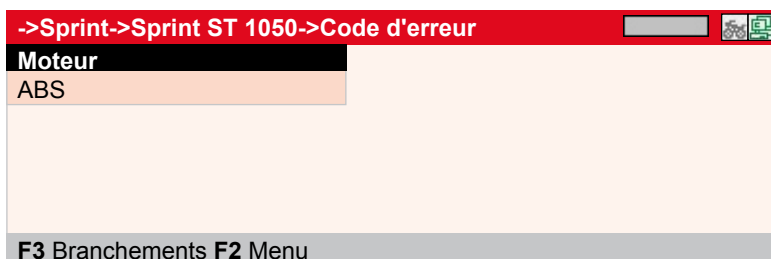 ->Sprint->Sprint ST 1050->Code d'erreur
Moteur
ABS
F3 Branchements F2 Menu